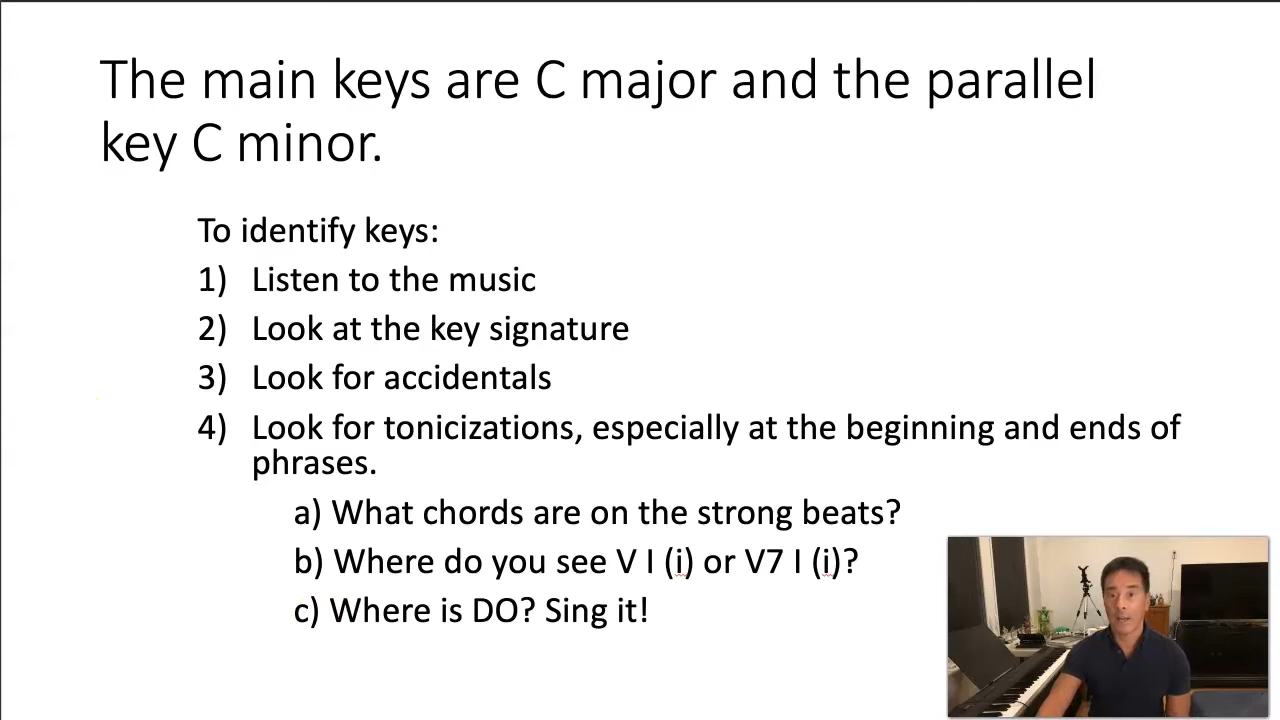 The main keys are C major and the parallel
key C minor.
To identify keys:
1) Listen to the music
2) Look at the key signature
3) Look for accidentals
4) Look for tonicizations, especially at the beginning and ends of
phrases.
a) What chords are on the strong beats?
b) Where do you see V I (i) or V7 I (i)?
c) Where is DO? Sing it!